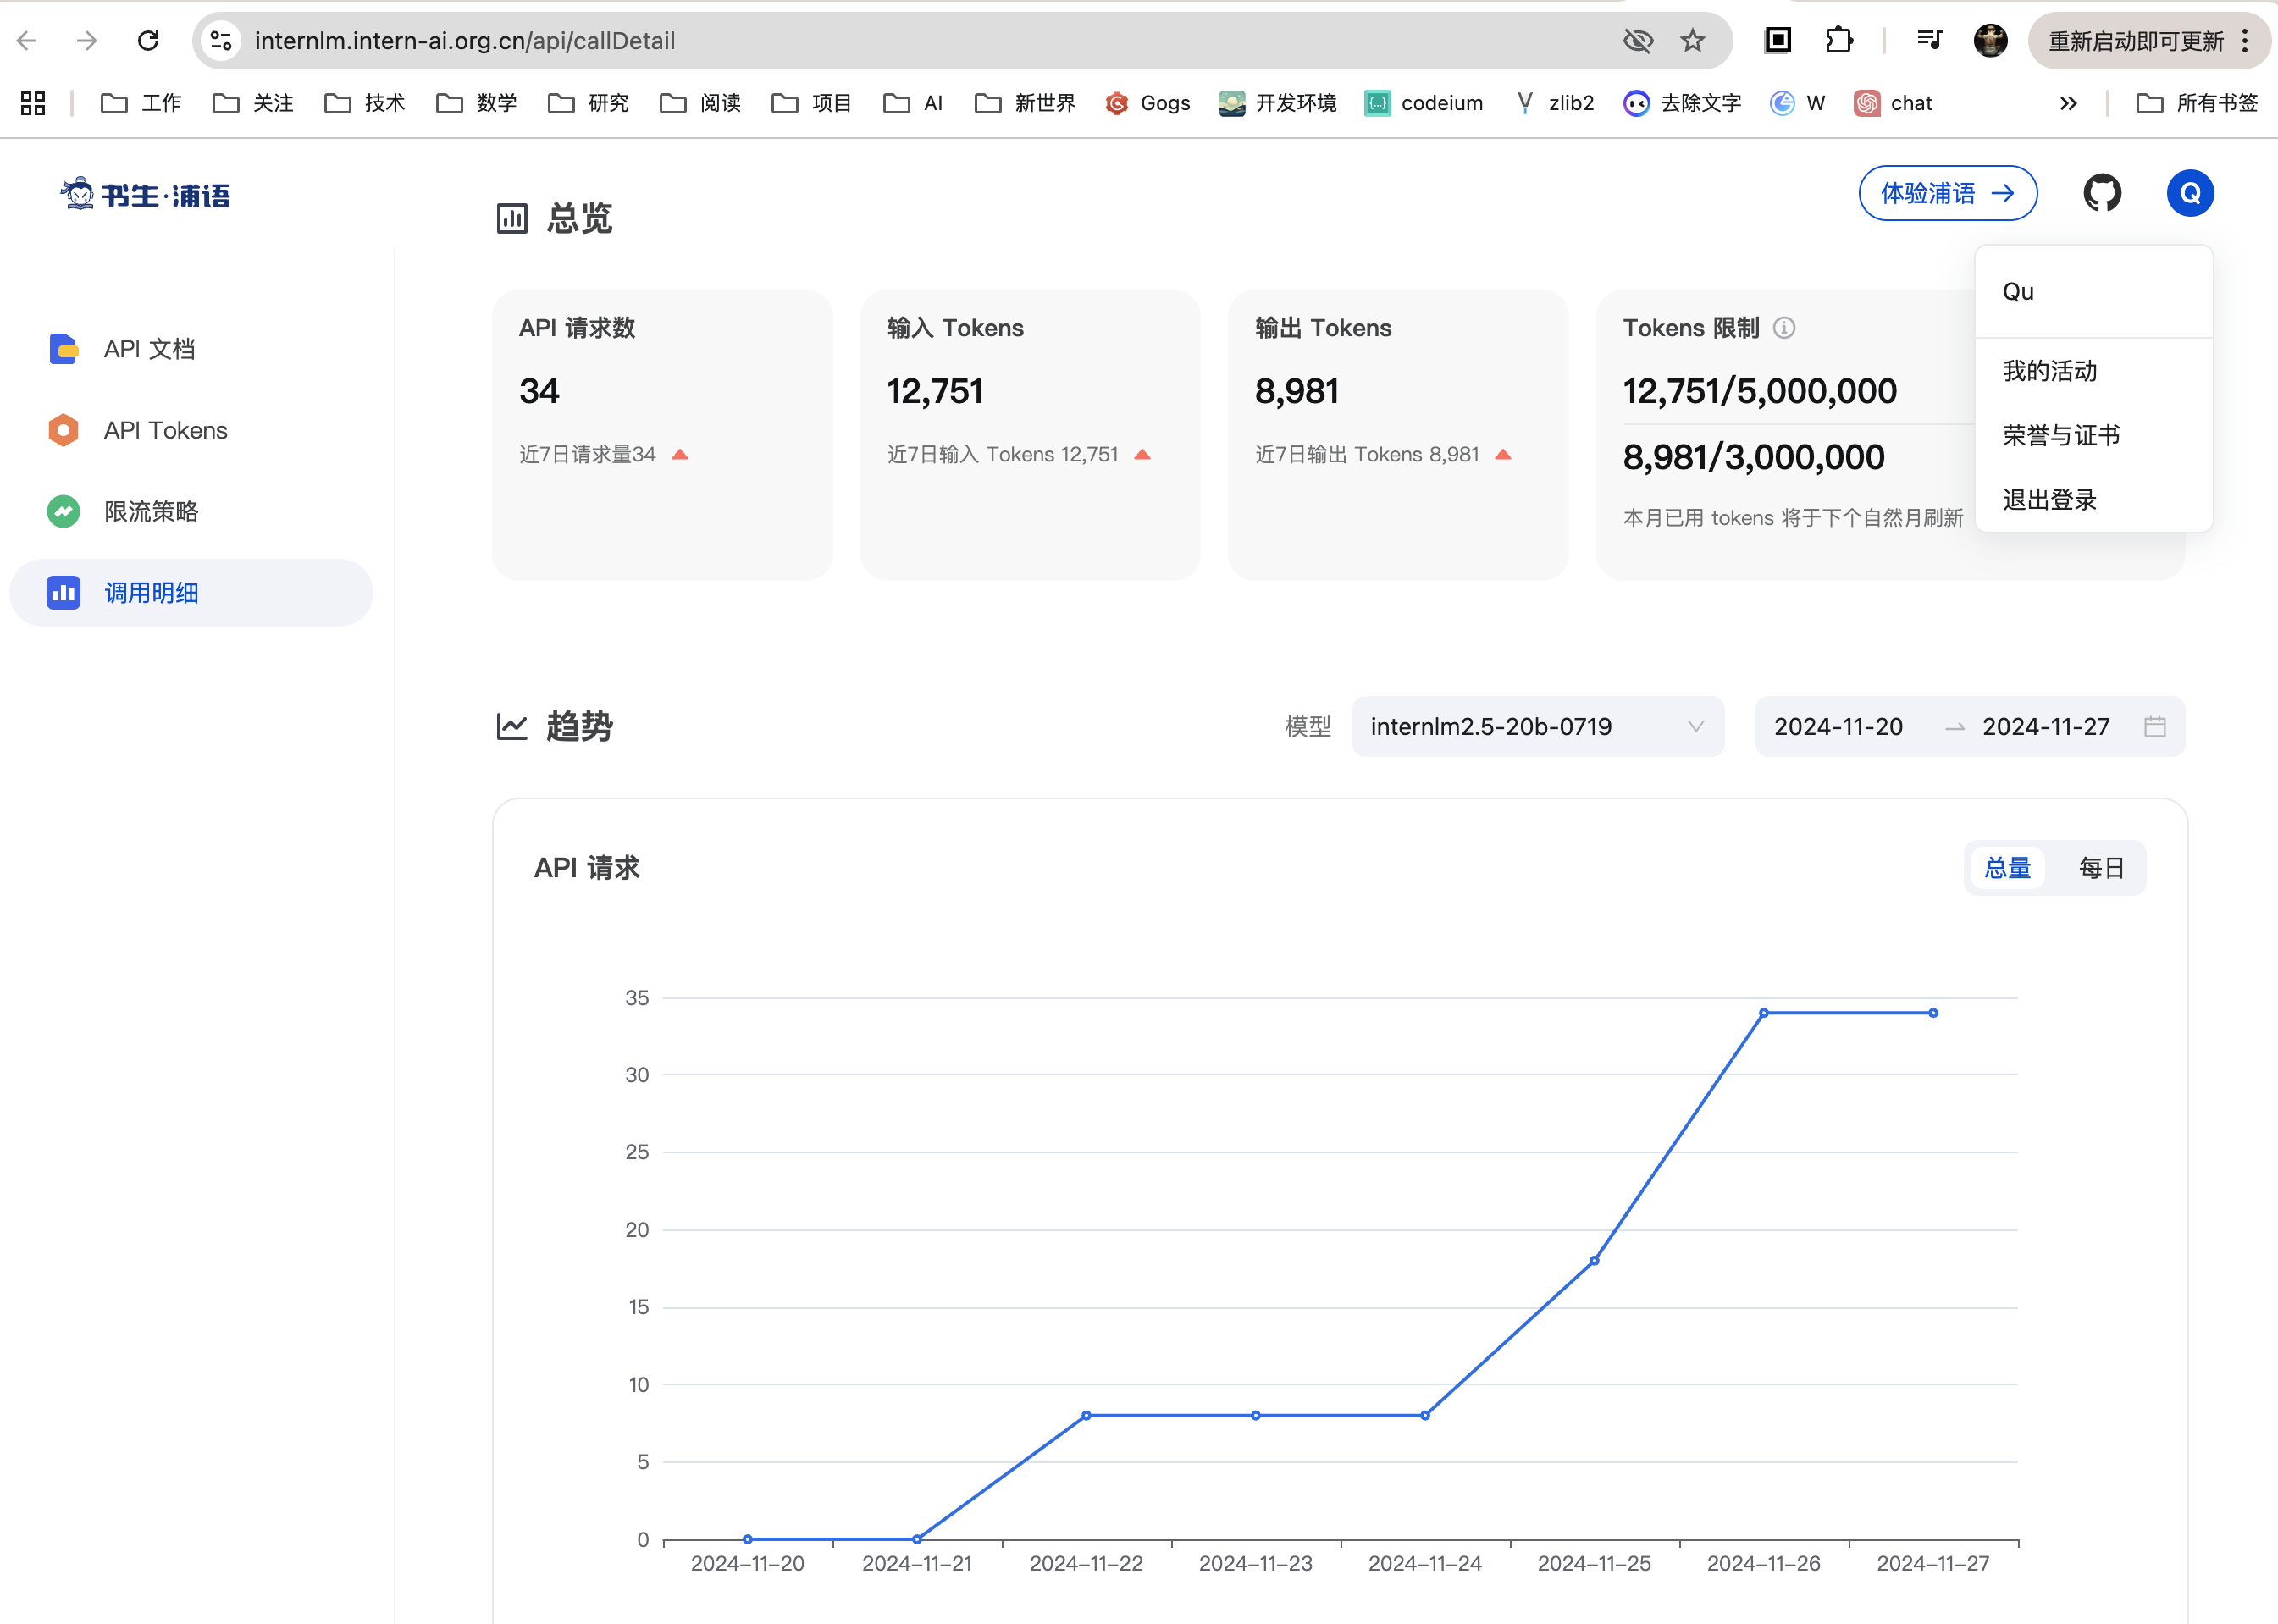 internlm.intern-ai.org.cn/api/callDetail
重新启动即可更新
工作 关注 技术 数学 研究 阅读 项目 AI 新世界 Gogs 开发环境 codeium zlib2 去除文字 W chat 所有书签
书生·浦语
体验浦语
Q
总览
Qu
我的活动
荣誉与证书
退出登录
API 文档
API Tokens
限流策略
调用明细
API 请求数
34
近7日请求量34
输入 Tokens
12,751
近7日输入 Tokens 12,751
输出 Tokens
8,981
近7日输出 Tokens 8,981
Tokens 限制
12,751/5,000,000
8,981/3,000,000
本月已用 tokens 将于下个自然月刷新
趋势
模型 internlm2.5-20b-0719 2024-11-20 2024-11-27
API 请求
总量 每日
35
30
25
20
15
10
5
0
2024-11-20 2024-11-21 2024-11-22 2024-11-23 2024-11-24 2024-11-25 2024-11-26 2024-11-27